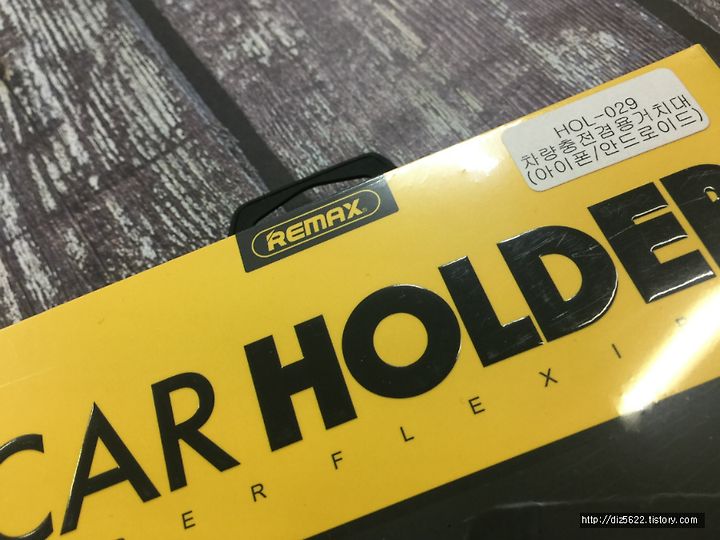 HOL-029
차량용충전겸용거치대
(아이폰/안드로이드)
REMAX
CAR HOLDER
http://diz5622.tistory.com